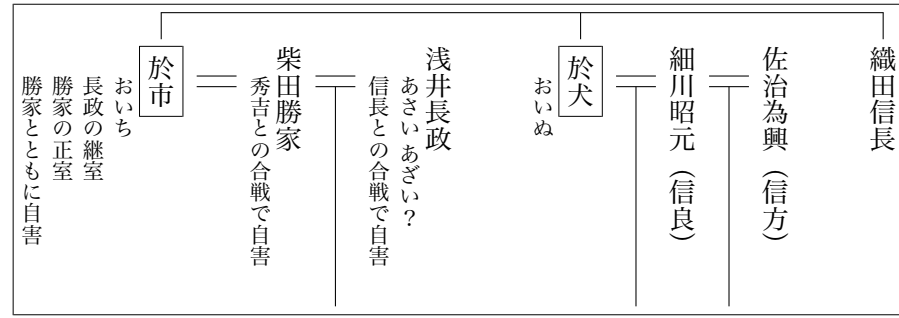 織田信長
佐治為興（信方）
細川昭元（信良）
於犬
おいぬ
浅井長政
あさい あざい？
信長との合戦で自害
柴田勝家
秀吉との合戦で自害
於市
おいち
長政の継室
勝家の正室
勝家とともに自害